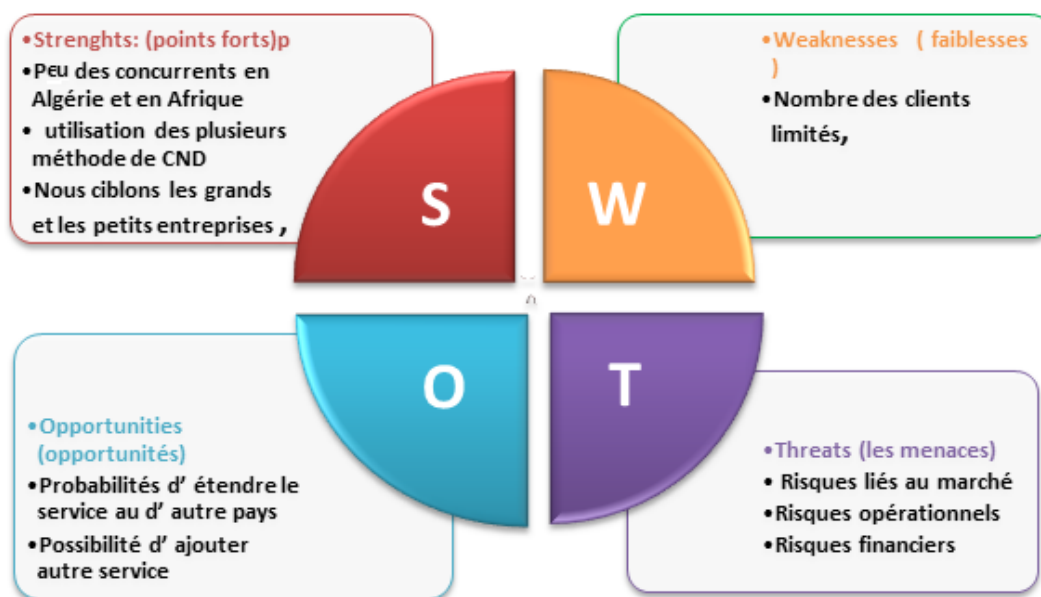 •Strenghts: (points forts)p
•Peu des concurrents en
Algérie et en Afrique
• utilisation des plusieurs
méthode de CND
•Nous ciblons les grands
et les petits entreprises ,
•Weaknesses ( faiblesses
)
•Nombre des clients
limités,
S
W
O
T
•Opportunities
(opportunités)
•Probabilités d’ étendre le
service au d’ autre pays
•Possibilité d’ ajouter
autre service
•Threats (les menaces)
• Risques liés au marché
•Risques opérationnels
•Risques financiers